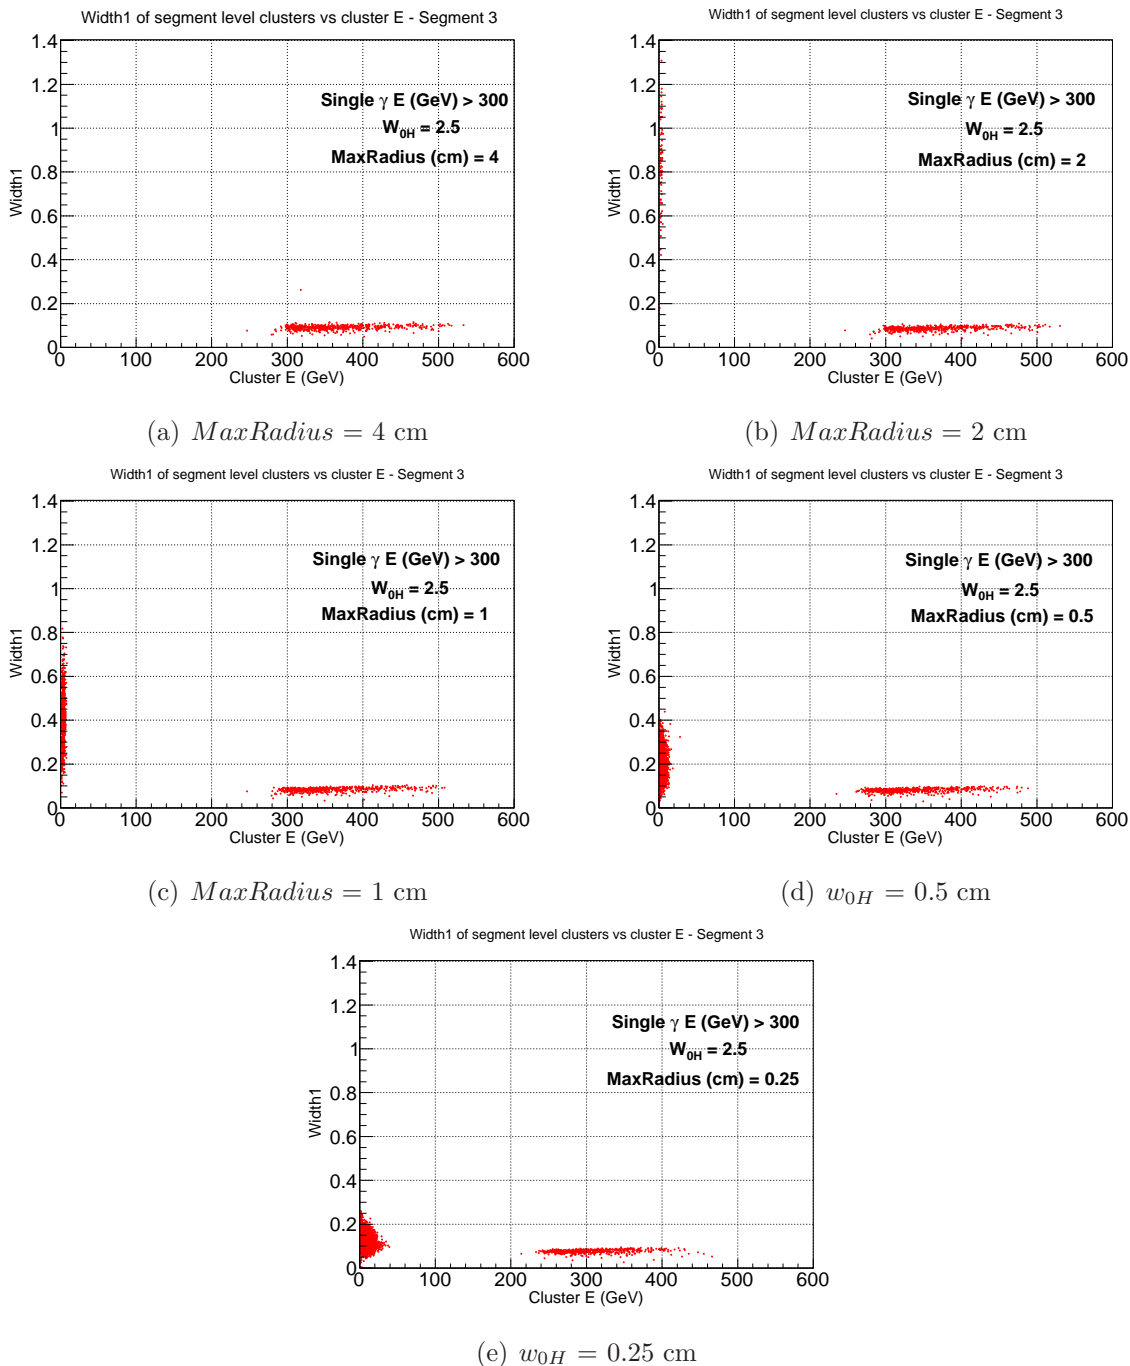 Width1 of segment level clusters vs cluster E - Segment 3
Width1
1.4
1.2
1
0.8
0.6
0.4
0.2
0
Single γ E (GeV) > 300
W0H = 2.5
MaxRadius (cm) = 4
0 100 200 300 400 500 600
Cluster E (GeV)
(a) MaxRadius = 4 cm
Width1 of segment level clusters vs cluster E - Segment 3
Width1
1.4
1.2
1
0.8
0.6
0.4
0.2
0
Single γ E (GeV) > 300
W0H = 2.5
MaxRadius (cm) = 2
0 100 200 300 400 500 600
Cluster E (GeV)
(b) MaxRadius = 2 cm
Width1 of segment level clusters vs cluster E - Segment 3
Width1
1.4
1.2
1
0.8
0.6
0.4
0.2
0
Single γ E (GeV) > 300
W0H = 2.5
MaxRadius (cm) = 1
0 100 200 300 400 500 600
Cluster E (GeV)
(c) MaxRadius = 1 cm
Width1 of segment level clusters vs cluster E - Segment 3
Width1
1.4
1.2
1
0.8
0.6
0.4
0.2
0
Single γ E (GeV) > 300
W0H = 2.5
MaxRadius (cm) = 0.5
0 100 200 300 400 500 600
Cluster E (GeV)
(d) w0H = 0.5 cm
Width1 of segment level clusters vs cluster E - Segment 3
Width1
1.4
1.2
1
0.8
0.6
0.4
0.2
0
Single γ E (GeV) > 300
W0H = 2.5
MaxRadius (cm) = 0.25
0 100 200 300 400 500 600
Cluster E (GeV)
(e) w0H = 0.25 cm